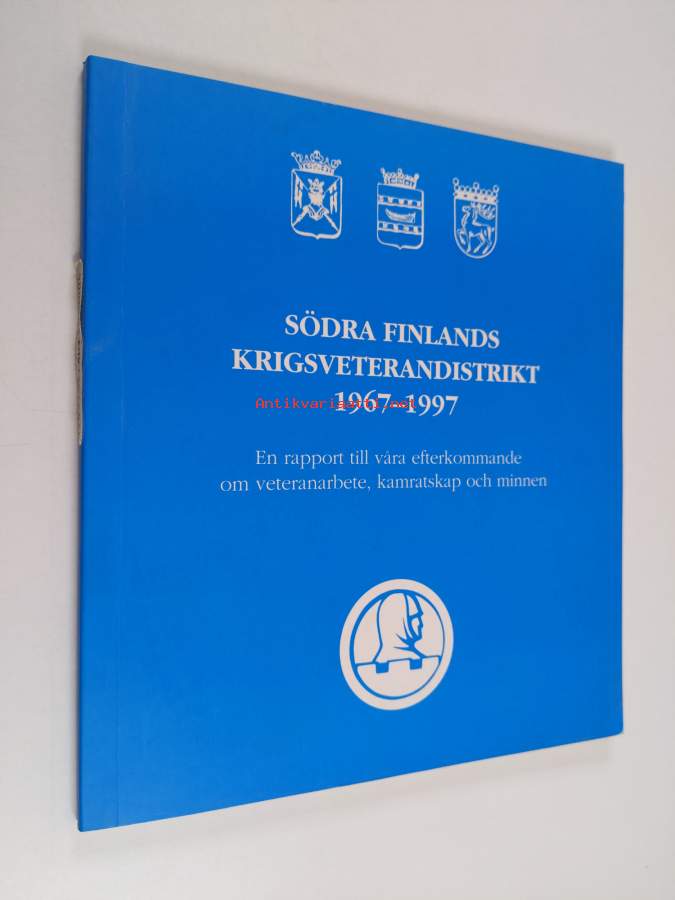 SÖDRA FINLANDS
KRIGSVETERANDISTRIKT
1967–1997
Antikvariaatti.net
En rapport till våra efterkommande
om veteranarbete, kamratskap och minnen